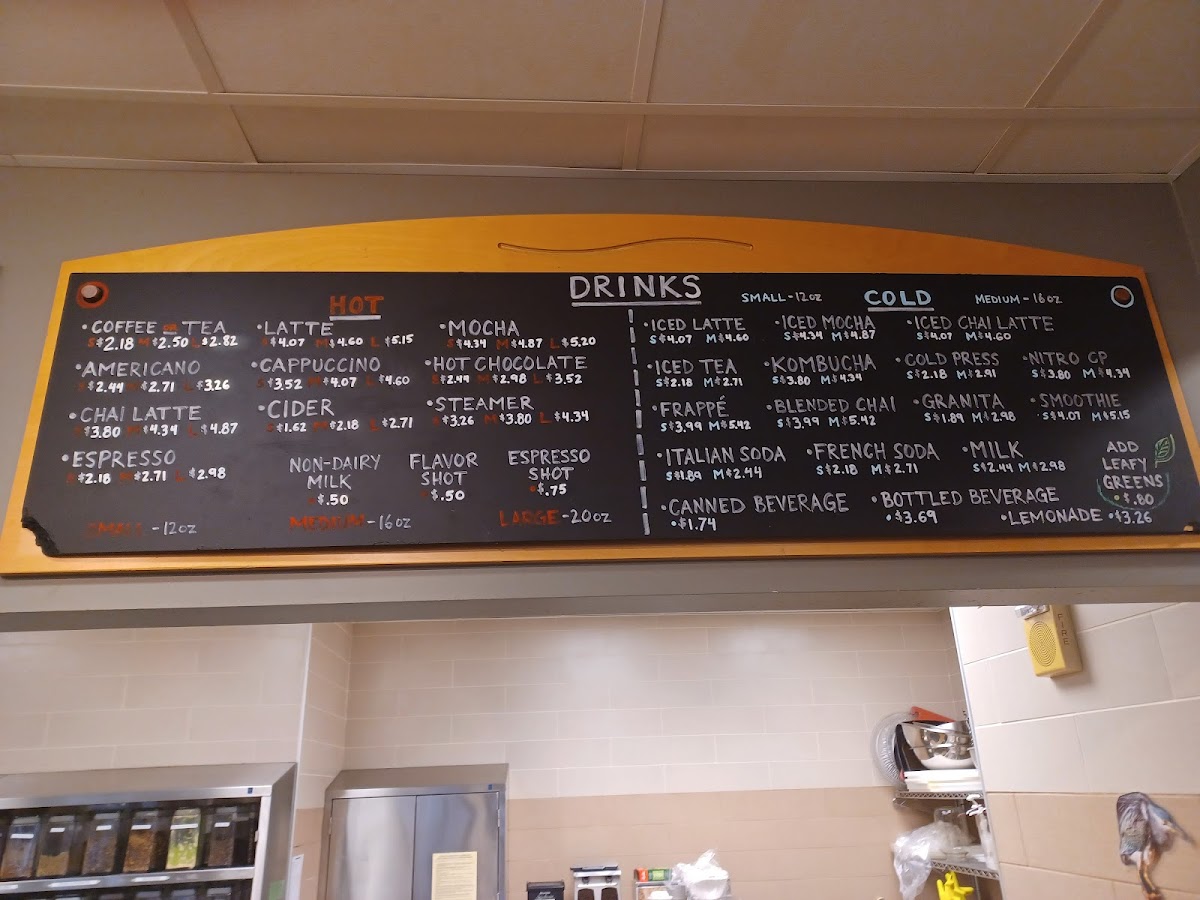 DRINKS
HOT
•COFFEE OR TEA
S $2.18 M $2.50 L $2.82
•LATTE
S $4.07 M $4.60 L $5.15
•MOCHA
S $4.34 M $4.87 L $5.20
•AMERICANO
S $2.44 M $2.71 L $3.26
•CAPPUCCINO
S $3.52 M $4.07 L $4.60
•HOT CHOCOLATE
S $2.49 M $2.98 L $3.52
•CHAI LATTE
S $3.80 M $4.34 L $4.87
•CIDER
S $1.62 M $2.18 L $2.71
•STEAMER
S $3.26 M $3.80 L $4.34
•ESPRESSO
S $2.18 M $2.71 L $2.98
NON-DAIRY
MILK
•$.50
FLAVOR
SHOT
•$.50
ESPRESSO
SHOT
•$.75
SMALL -12oz
MEDIUM -16oz
LARGE -20oz
SMALL -12oz
COLD
MEDIUM - 16oz
•ICED LATTE
S $4.07 M $4.60
•ICED MOCHA
S $4.34 M $4.87
•ICED CHAI LATTE
S $4.07 M $4.60
•ICED TEA
S $2.18 M $2.71
•KOMBUCHA
S $3.80 M $4.34
•COLD PRESS
S $2.18 M $2.91
•NITRO CP
S $3.80 M $4.34
•FRAPPÉ
S $3.99 M $5.42
•BLENDED CHAI
S $3.99 M $5.42
•GRANITA
S $1.89 M $2.98
•SMOOTHIE
S $4.07 M $5.15
•ITALIAN SODA
S $1.89 M $2.44
•FRENCH SODA
S $2.18 M $2.71
•MILK
S $2.44 M $2.98
ADD
LEAFY
GREENS
•$.80
•CANNED BEVERAGE
•$1.74
•BOTTLED BEVERAGE
•$3.69
•LEMONADE •$3.26
FIRE